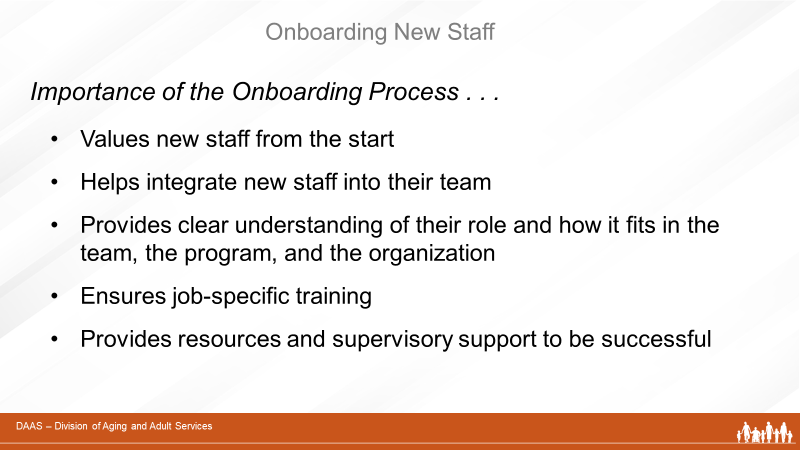 Onboarding New Staff
Importance of the Onboarding Process . . .
• Values new staff from the start
• Helps integrate new staff into their team
• Provides clear understanding of their role and how it fits in the
team, the program, and the organization
• Ensures job-specific training
• Provides resources and supervisory support to be successful
DAAS – Division of Aging and Adult Services